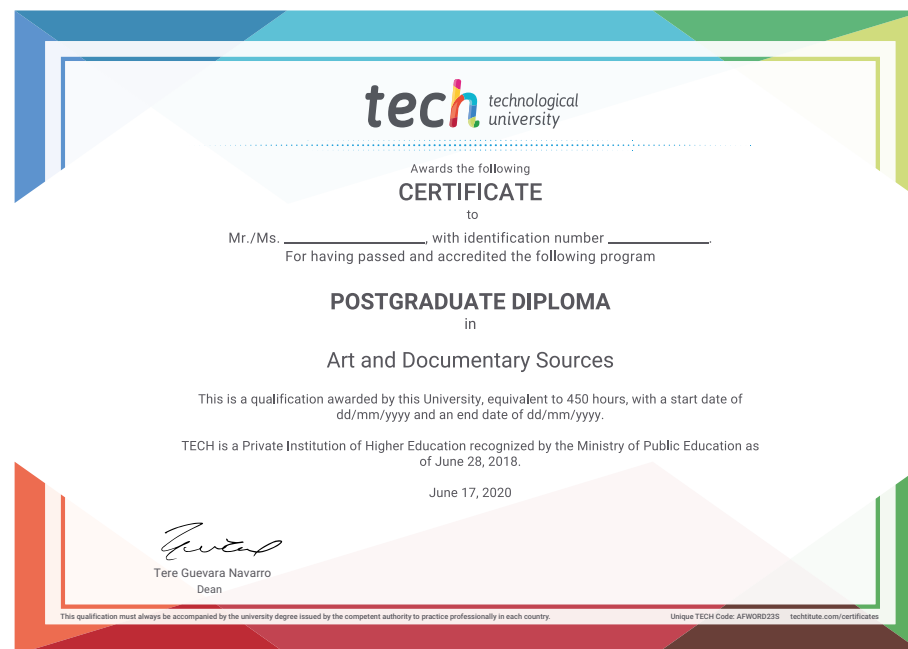 tech technological
university
Awards the following
CERTIFICATE
to
Mr./Ms. ____________________, with identification number ______________.
For having passed and accredited the following program
POSTGRADUATE DIPLOMA
in
Art and Documentary Sources
This is a qualification awarded by this University, equivalent to 450 hours, with a start date of
dd/mm/yyyy and an end date of dd/mm/yyyy.
TECH is a Private Institution of Higher Education recognized by the Ministry of Public Education as
of June 28, 2018.
June 17, 2020
Tere Guevara Navarro
Dean
This qualification must always be accompanied by the university degree issued by the competent authority to practice professionally in each country. Unique TECH Code: AFWORD23S techtitute.com/certificates